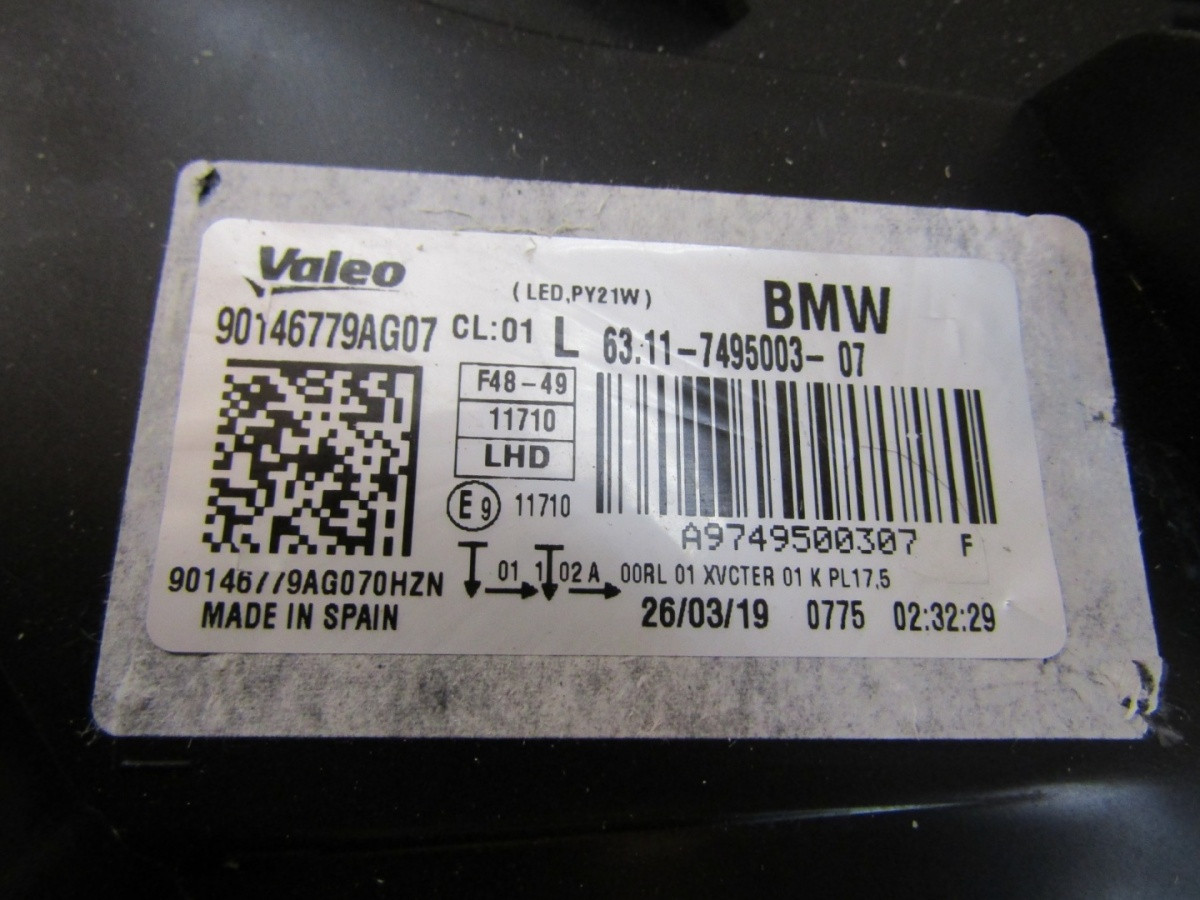 Valeo
(LED,PY21W)
BMW
90146779AG07 CL:01 L 63.11-7495003- 07
F48-49
11710
LHD
E9 11710
A9749500307 F
90146779AG070HZN 01 1 02 A 00RL 01 XVCTER 01 K PL17,5
MADE IN SPAIN 26/03/19 0775 02:32:29